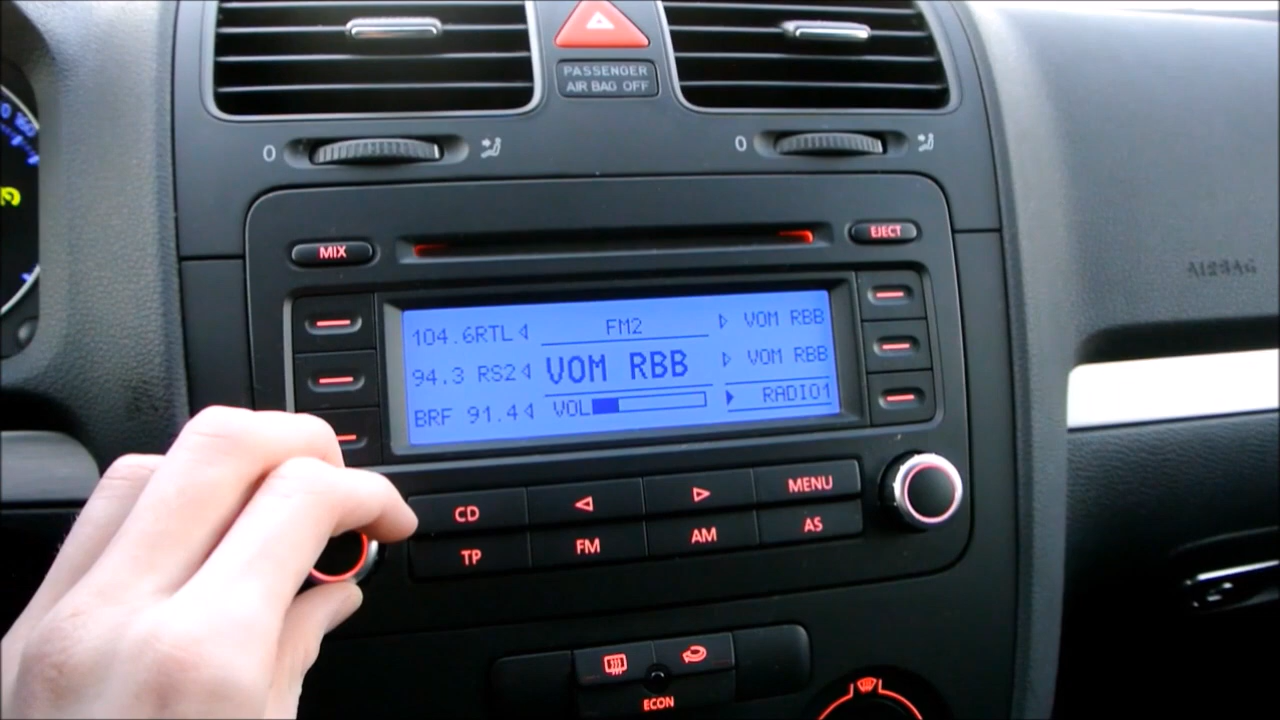 160
PASSENGER
AIR BAG OFF
0
0
MIX
EJECT
AIRBAG
104.6RTL FM2 VOM RBB
94.3 RS2 VOM RBB VOM RBB
BRF 91.4 VOL RADIO1
CD
MENU
TP
FM
AM
AS
ECON